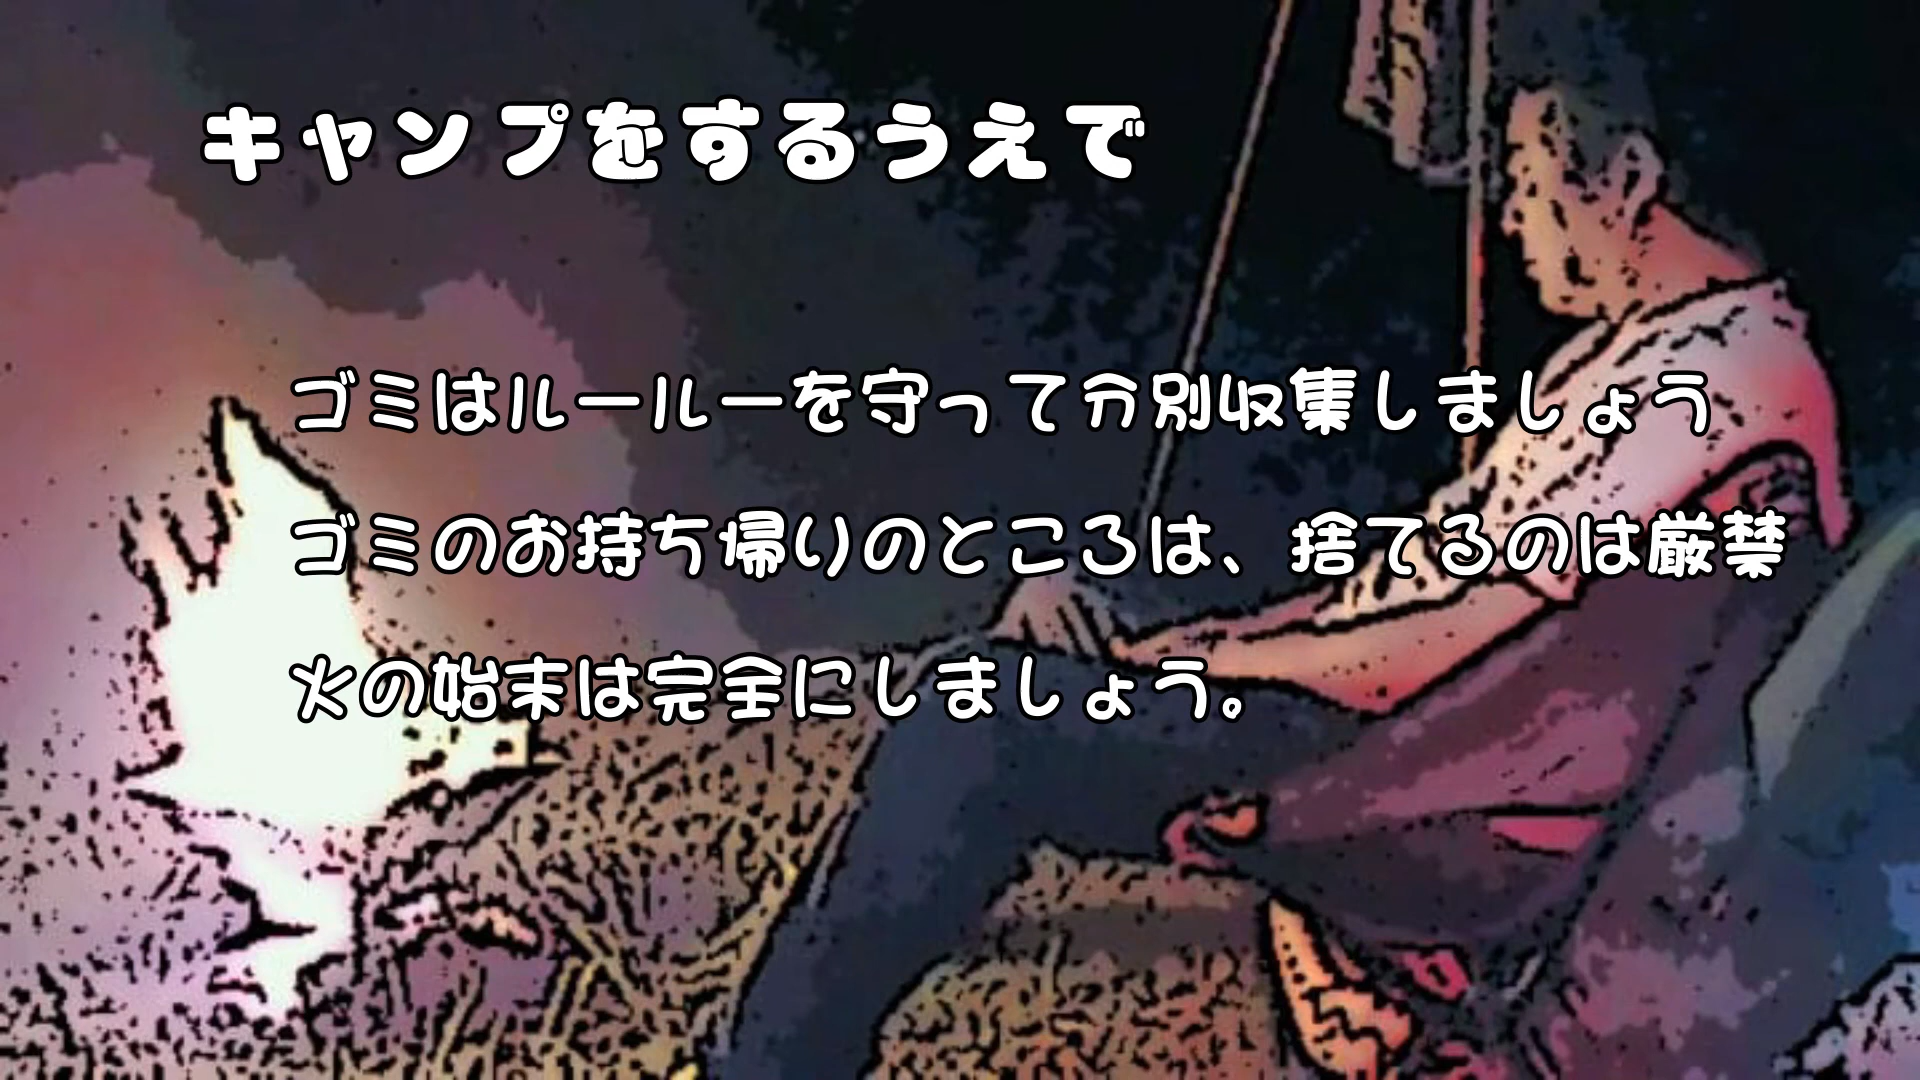 キャンプをするうえで
ゴミはルールーを守って分別収集しましょう
ゴミのお持ち帰りのところは、捨てるのは厳禁
火の始末は完全にしましょう。